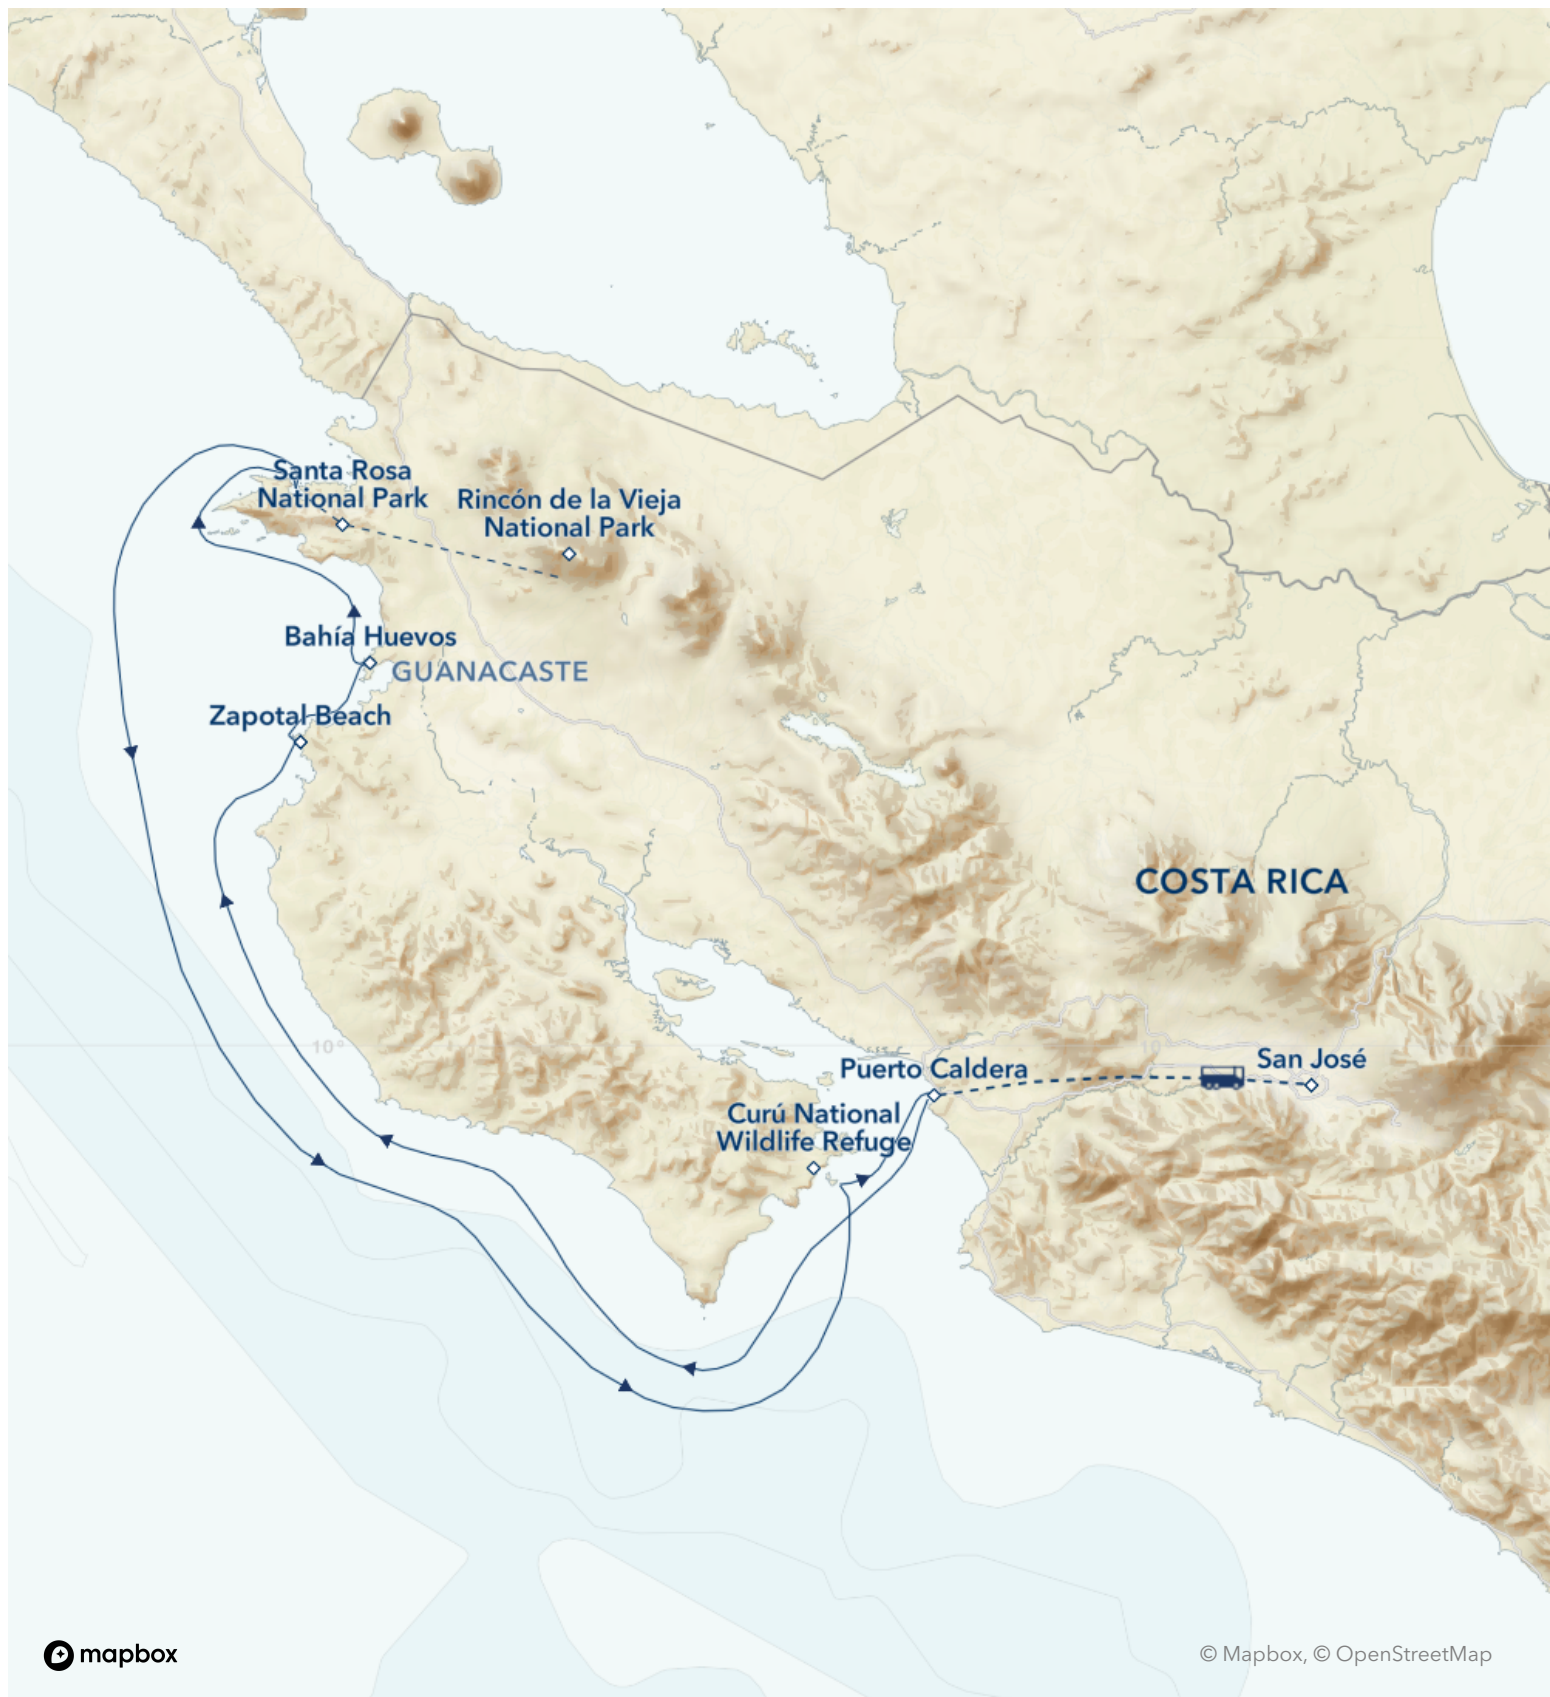 Santa Rosa
National Park
Rincón de la Vieja
National Park
Bahía Huevos
GUANACASTE
Zapotal Beach
COSTA RICA
10°
10°
San José
Puerto Caldera
Curú National
Wildlife Refuge
mapbox
© Mapbox, © OpenStreetMap